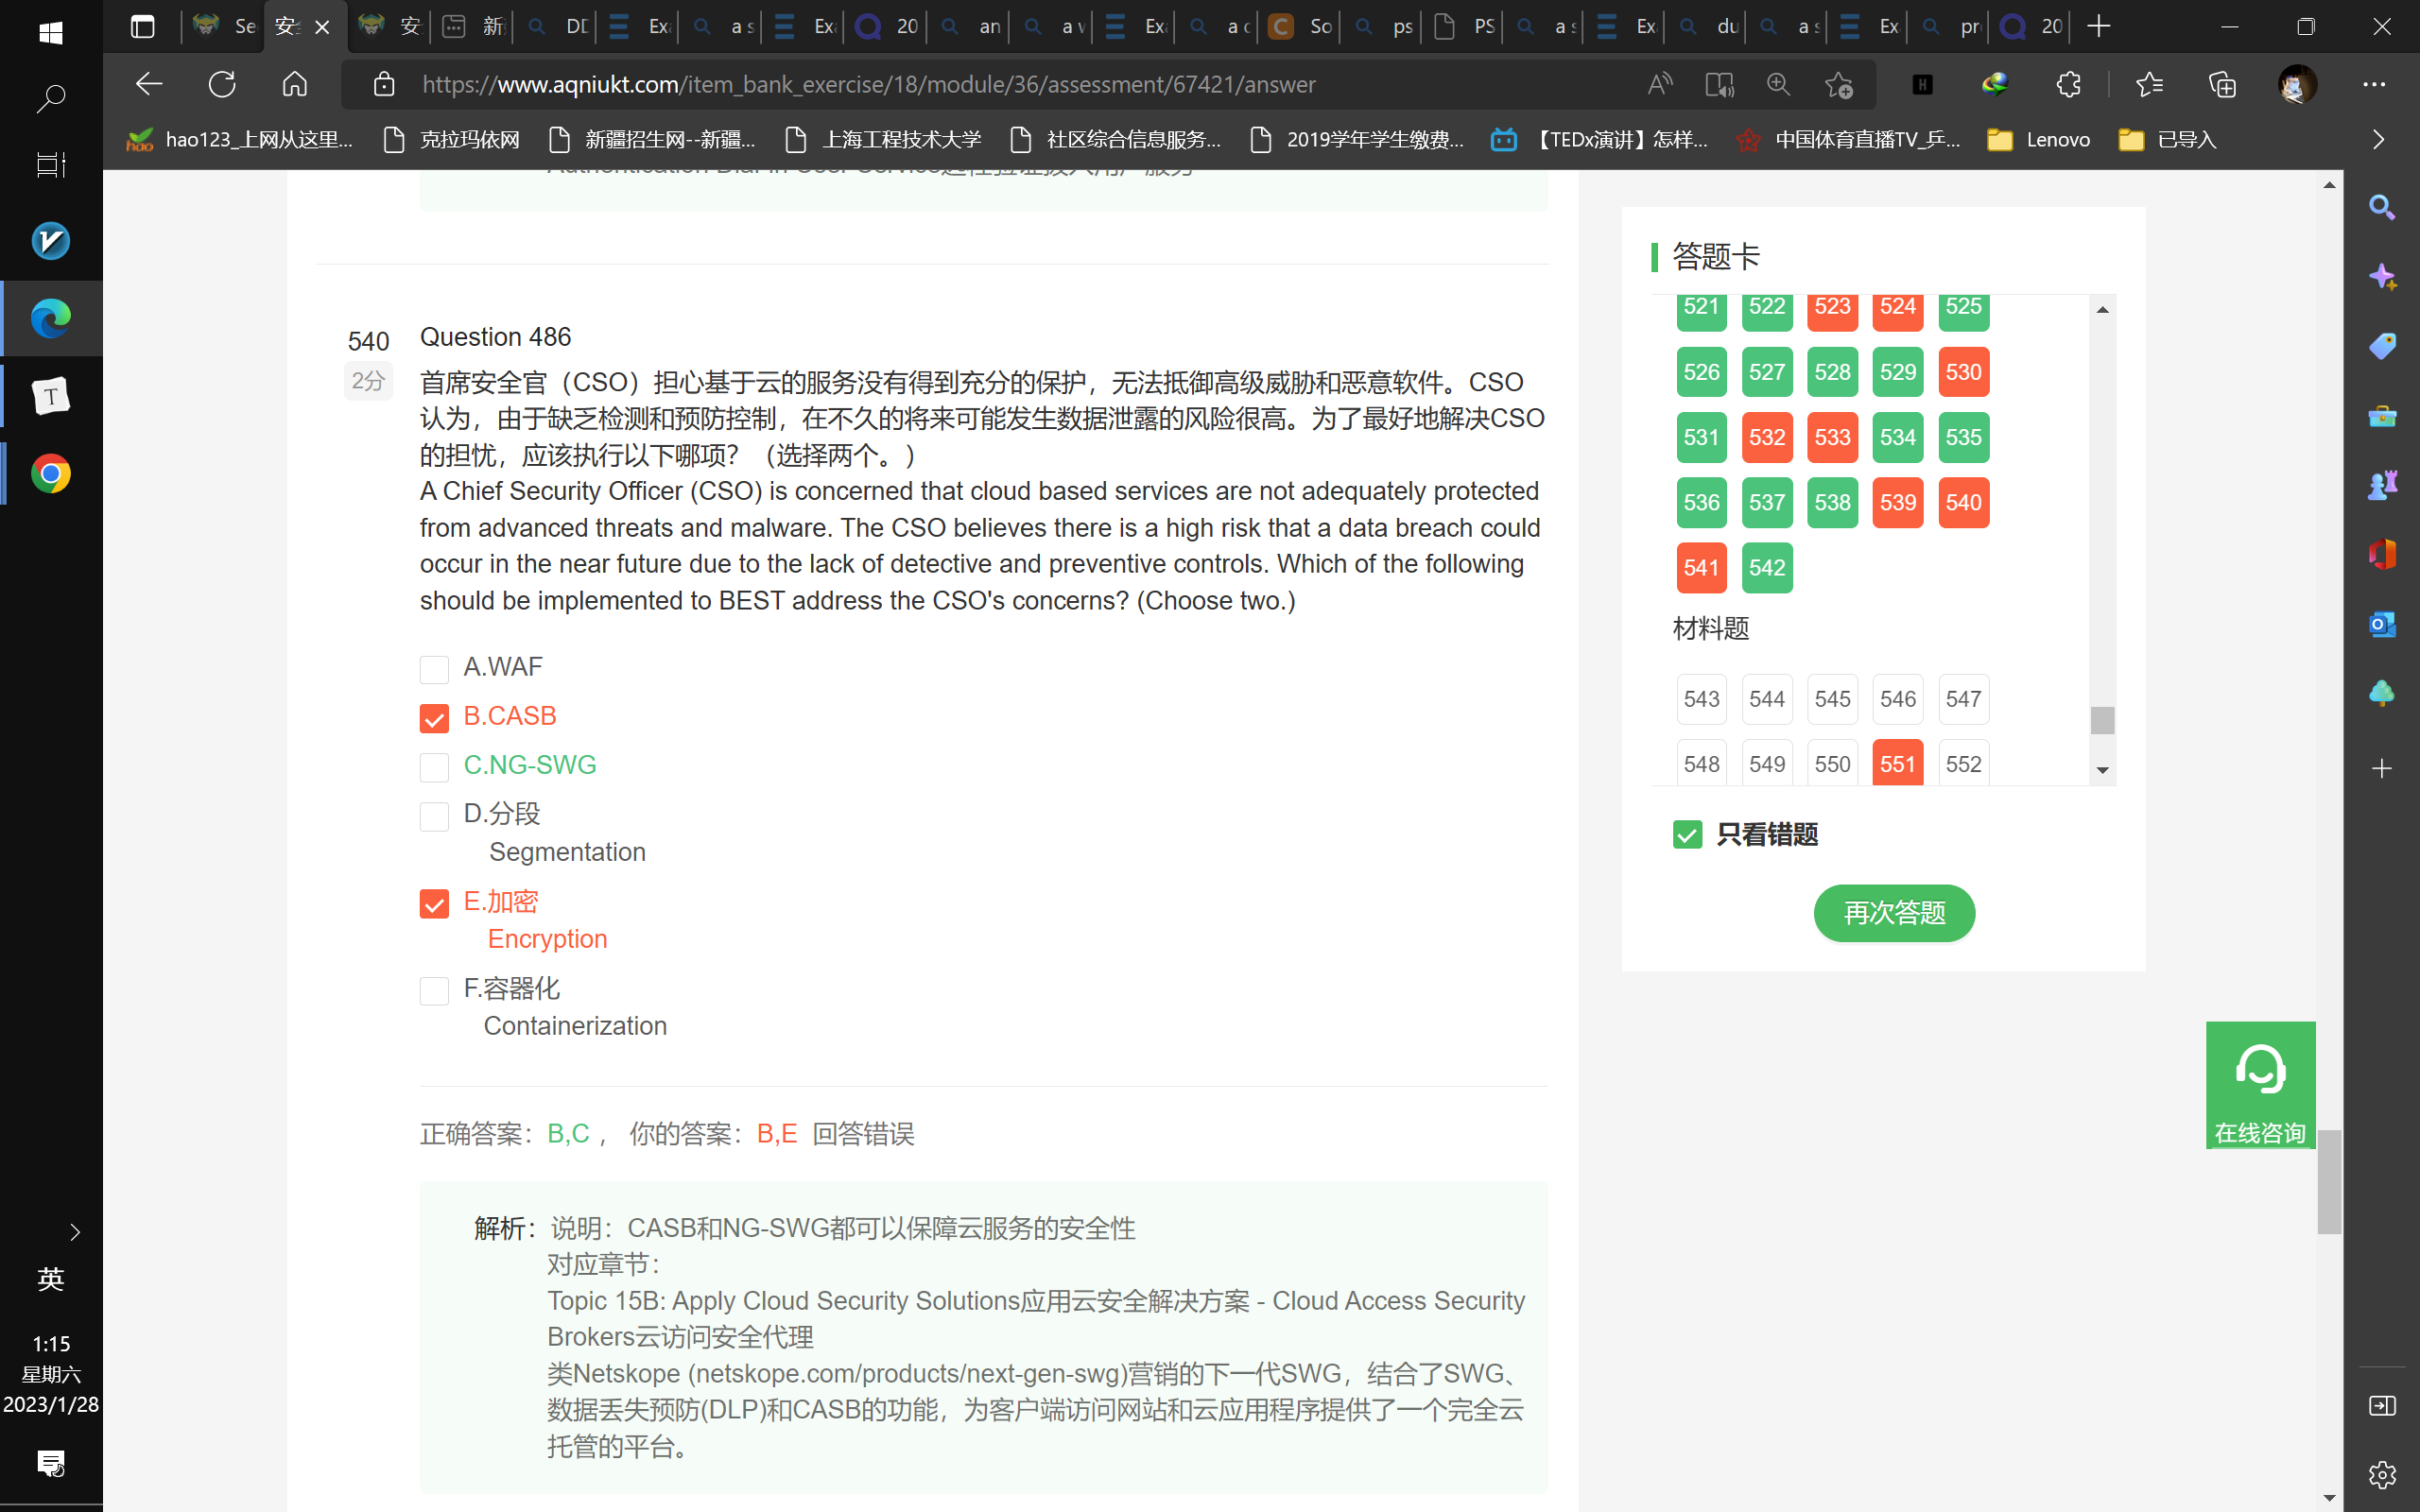 Se
安
安
新
DD
Exa
a s
Exa
20
an
a w
Exa
a c
So
ps
PS
a s
Ex
du
a s
Ex
pr
20
https://www.aqniukt.com/item_bank_exercise/18/module/36/assessment/67421/answer
hao123_上网从这里...
克拉玛依网
新疆招生网--新疆...
上海工程技术大学
社区综合信息服务...
2019学年学生缴费...
【TEDx演讲】怎样...
中国体育直播TV_乒...
Lenovo
已导入
Authentication Dial In User Service远程验证拨入用户服务
540
2分
Question 486
首席安全官（CSO）担心基于云的服务没有得到充分的保护，无法抵御高级威胁和恶意软件。CSO
认为，由于缺乏检测和预防控制，在不久的将来可能发生数据泄露的风险很高。为了最好地解决CSO
的担忧，应该执行以下哪项？（选择两个。）
A Chief Security Officer (CSO) is concerned that cloud based services are not adequately protected
from advanced threats and malware. The CSO believes there is a high risk that a data breach could
occur in the near future due to the lack of detective and preventive controls. Which of the following
should be implemented to BEST address the CSO's concerns? (Choose two.)
A.WAF
B.CASB
C.NG-SWG
D.分段
Segmentation
E.加密
Encryption
F.容器化
Containerization
正确答案：B,C ， 你的答案：B,E 回答错误
解析：说明：CASB和NG-SWG都可以保障云服务的安全性
对应章节：
Topic 15B: Apply Cloud Security Solutions应用云安全解决方案 - Cloud Access Security
Brokers云访问安全代理
类Netskope (netskope.com/products/next-gen-swg)营销的下一代SWG，结合了SWG、
数据丢失预防(DLP)和CASB的功能，为客户端访问网站和云应用程序提供了一个完全云
托管的平台。
答题卡
521 522 523 524 525
526 527 528 529 530
531 532 533 534 535
536 537 538 539 540
541 542
材料题
543 544 545 546 547
548 549 550 551 552
只看错题
再次答题
在线咨询
英
1:15
星期六
2023/1/28